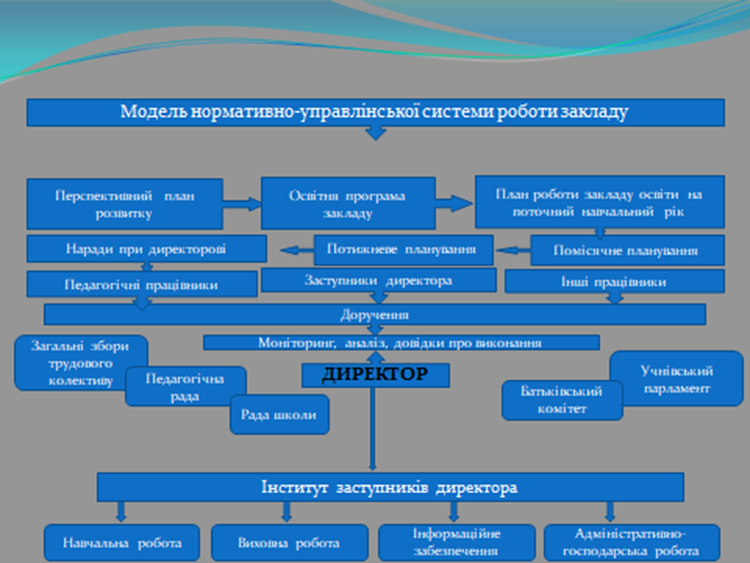 Модель нормативно-управлінської системи роботи закладу
Перспективний план
розвитку
Освітня програма
закладу
План роботи закладу освіти на
поточний навчальний рік
Наради при директорові
Потижневе планування
Помісячне планування
Педагогічні працівники
Заступники директора
Інші працівники
Доручення
Моніторинг, аналіз, довідки про виконання
Загальні збори
трудового
колективу
Педагогічна
рада
Рада школи
ДИРЕКТОР
Батьківський
комітет
Учнівський
парламент
Інститут заступників директора
Навчальна робота
Виховна робота
Інформаційне
забезпечення
Адміністративно-
господарська робота